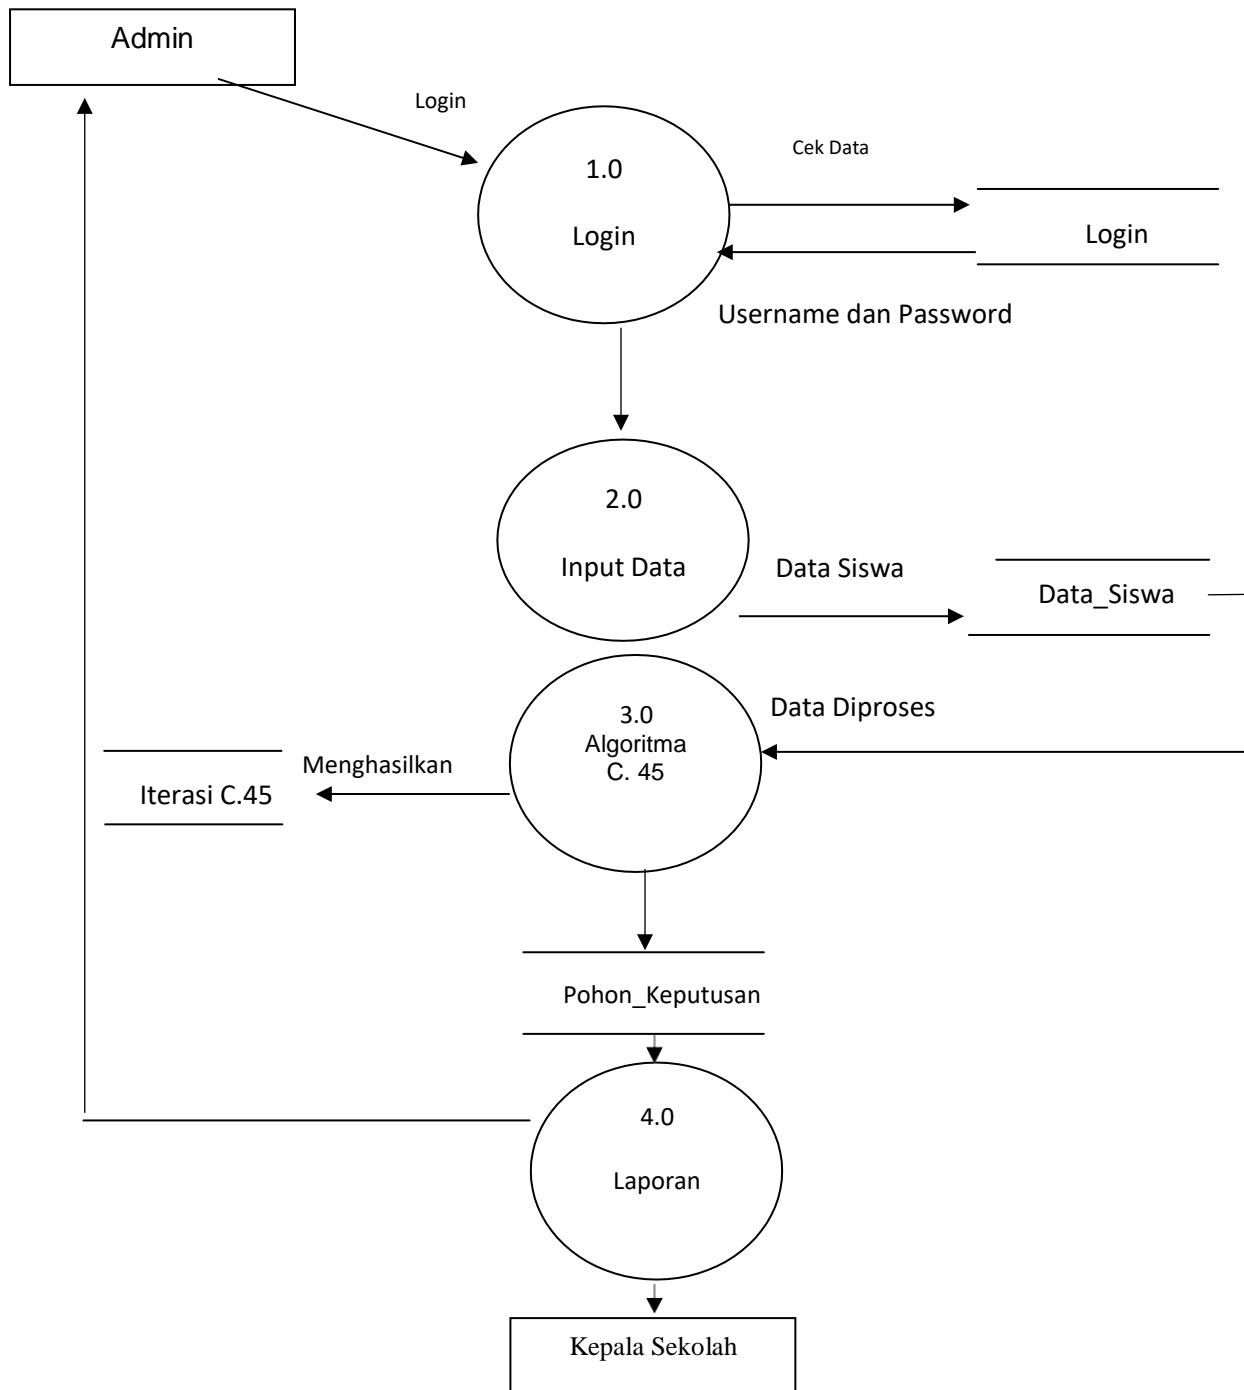 Admin
Login
1.0
Login
Cek Data
Login
Username dan Password
2.0
Input Data
Data Siswa
Data_Siswa
3.0
Algoritma
C. 45
Data Diproses
Menghasilkan
Iterasi C.45
Pohon_Keputusan
4.0
Laporan
Kepala Sekolah